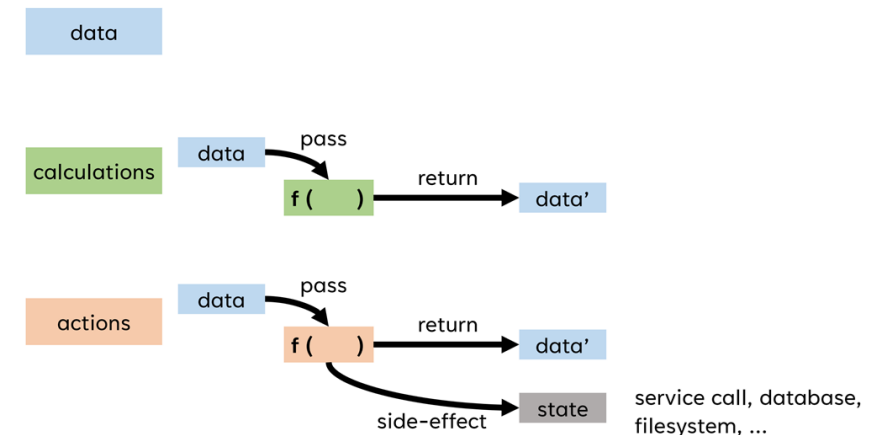 data
calculations
data
pass
f (    )
return
data’
actions
data
pass
f (    )
return
data’
side-effect
state
service call, database,
filesystem, ...